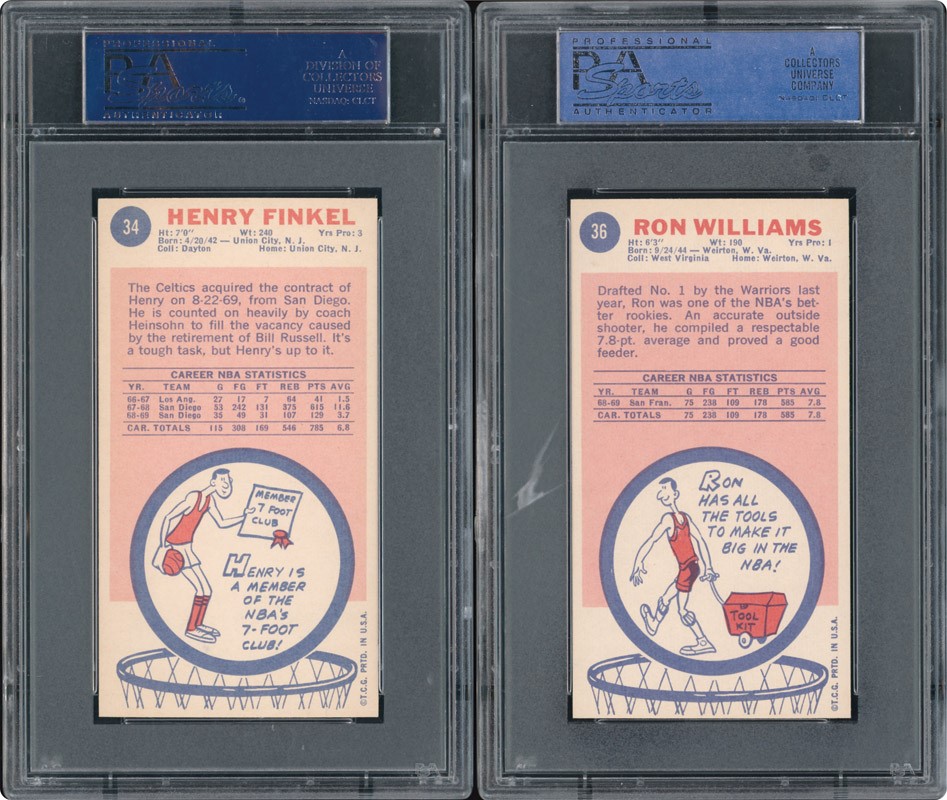 PROFESSIONAL
PSA
Sports
AUTHENTICATOR
A
DIVISION OF
COLLECTORS
UNIVERSE
NASDAQ: CLCT
34
HENRY FINKEL
Ht: 7'0" Wt: 240 Yrs Pro: 3
Born: 4/20/42 — Union City, N. J.
Coll: Dayton Home: Union City, N. J.
The Celtics acquired the contract of
Henry on 8-22-69, from San Diego.
He is counted on heavily by coach
Heinsohn to fill the vacancy caused
by the retirement of Bill Russell. It's
a tough task, but Henry's up to it.
CAREER NBA STATISTICS
YR. TEAM G FG FT REB PTS AVG
66-67 Los Ang. 27 17 7 64 41 1.5
67-68 San Diego 53 242 131 375 615 11.6
68-69 San Diego 35 49 31 107 129 3.7
CAR. TOTALS 115 308 169 546 785 6.8
MEMBER
7 FOOT
CLUB
HENRY IS
A MEMBER
OF THE
NBA'S
7-FOOT
CLUB!
©T.C.G. PRTD. IN U.S.A.
PROFESSIONAL
PSA
Sports
AUTHENTICATOR
A
COLLECTORS
UNIVERSE
COMPANY
NASDAQ: CLCT
36
RON WILLIAMS
Ht: 6'3" Wt: 190 Yrs Pro: 1
Born: 9/24/44 — Weirton, W. Va.
Coll: West Virginia Home: Weirton, W. Va.
Drafted No. 1 by the Warriors last
year, Ron was one of the NBA's bet-
ter rookies. An accurate outside
shooter, he compiled a respectable
7.8-pt. average and proved a good
feeder.
CAREER NBA STATISTICS
YR. TEAM G FG FT REB PTS AVG
68-69 San Fran. 75 238 109 178 585 7.8
CAR. TOTALS 75 238 109 178 585 7.8
RON
HAS ALL
THE TOOLS
TO MAKE IT
BIG IN THE
NBA!
TOOL
KIT
©T.C.G. PRTD. IN U.S.A.